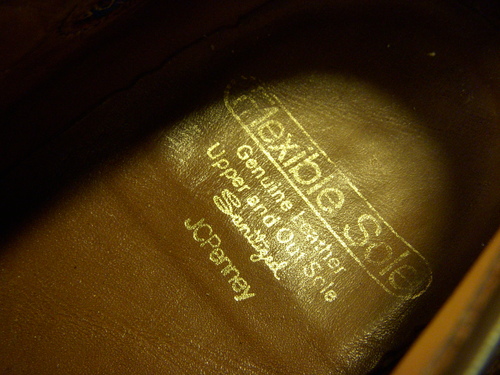 Flexible Sole
Genuine Leather
Upper and Out Sole
Sanitized
JCPenney